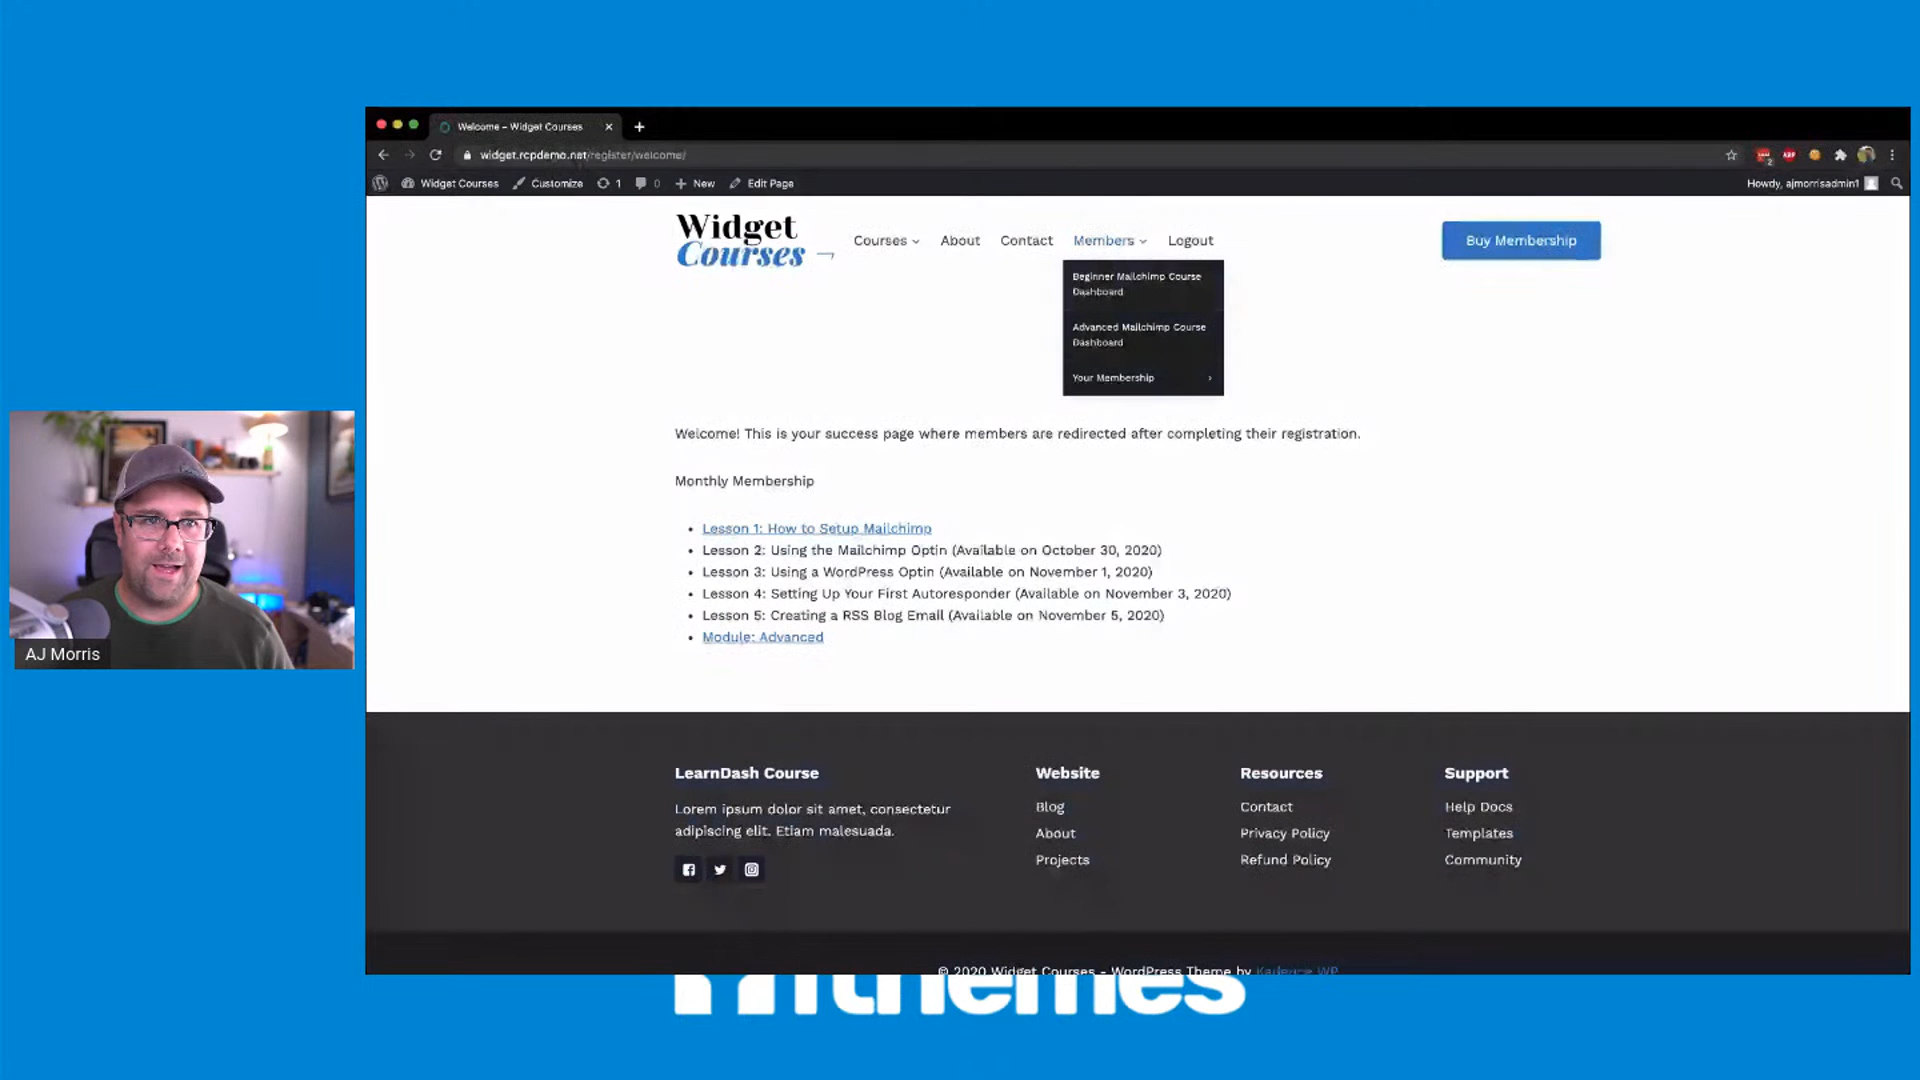 Welcome – Widget Courses
widget.rcpdemo.net/register/welcome/
Widget Courses
Customize
1
0
New
Edit Page
Howdy, ajmorrisadmin1
Widget
Courses
Courses
About
Contact
Members
Logout
Buy Membership
Beginner Mailchimp Course
Dashboard
Advanced Mailchimp Course
Dashboard
Your Membership
Welcome! This is your success page where members are redirected after completing their registration.
Monthly Membership
Lesson 1: How to Setup Mailchimp
Lesson 2: Using the Mailchimp Optin (Available on October 30, 2020)
Lesson 3: Using a WordPress Optin (Available on November 1, 2020)
Lesson 4: Setting Up Your First Autoresponder (Available on November 3, 2020)
Lesson 5: Creating a RSS Blog Email (Available on November 5, 2020)
Module: Advanced
AJ Morris
LearnDash Course
Lorem ipsum dolor sit amet, consectetur
adipiscing elit. Etiam malesuada.
Website
Blog
About
Projects
Resources
Contact
Privacy Policy
Refund Policy
Support
Help Docs
Templates
Community
© 2020 Widget Courses - WordPress Theme by Kadence WP
themes